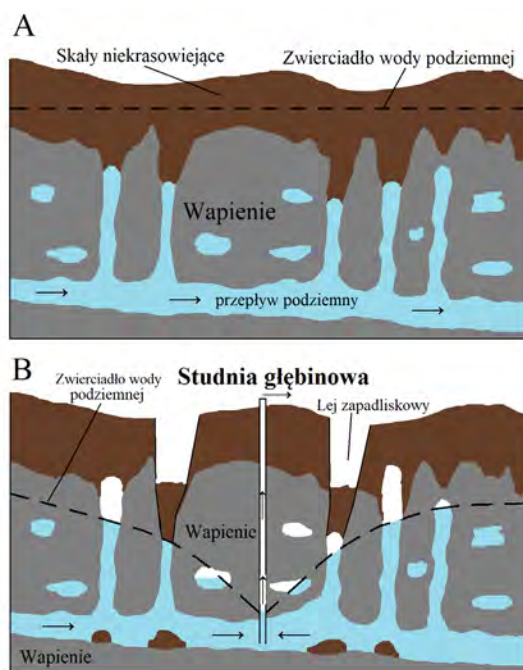 A
Skały niekrasowiejące
Zwierciadło wody podziemnej
Wapienie
przepływ podziemny
B
Zwierciadło wody
podziemnej
Studnia głębinowa
Lej zapadliskowy
Wapienie
Wapienie